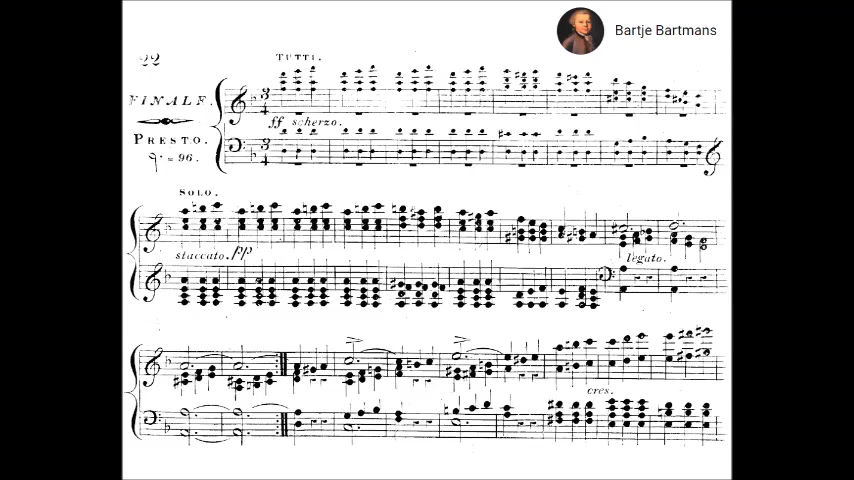 Bartje Bartmans
22
TUTTI.
FINALE.
ff scherzo.
PRESTO.
= 96.
SOLO.
staccato. pp
legato.
cres.